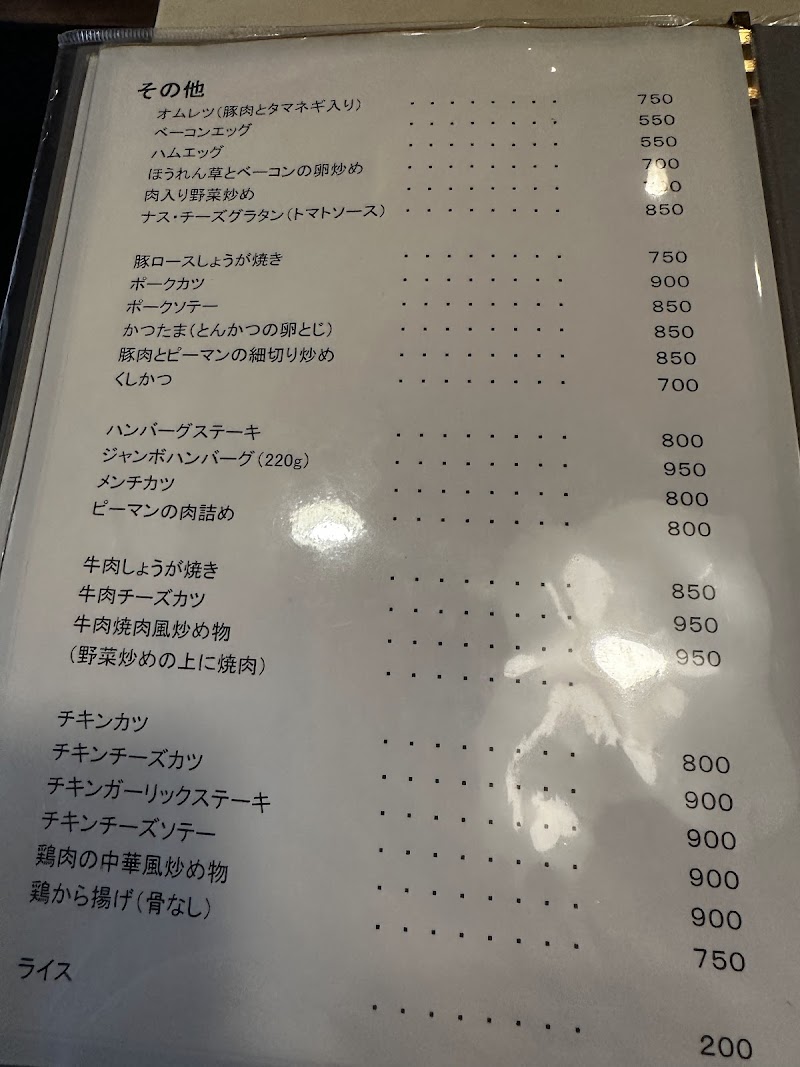 その他
オムレツ(豚肉とタマネギ入り) ・・・・・・・・ 750
ベーコンエッグ ・・・・・・・・ 550
ハムエッグ ・・・・・・・・ 550
ほうれん草とベーコンの卵炒め ・・・・・・・・ 700
肉入り野菜炒め ・・・・・・・・
ナス・チーズグラタン(トマトソース) ・・・・・・・・ 850
豚ロースしょうが焼き ・・・・・・・・ 750
ポークカツ ・・・・・・・・ 900
ポークソテー ・・・・・・・・ 850
かつたま(とんかつの卵とじ) ・・・・・・・・ 850
豚肉とピーマンの細切り炒め ・・・・・・・・ 850
くしかつ ・・・・・・・・ 700
ハンバーグステーキ ・・・・・・・・ 800
ジャンボハンバーグ(220g) ・・・・・・・・ 950
メンチカツ ・・・・・・・・ 800
ピーマンの肉詰め ・・・・・・・・ 800
牛肉しょうが焼き ・・・・・・・・ 850
牛肉チーズカツ ・・・・・・・・ 950
牛肉焼肉風炒め物 ・・・・・・・・ 950
(野菜炒めの上に焼肉) ・・・・・・・・
チキンカツ ・・・・・・・・ 800
チキンチーズカツ ・・・・・・・・ 900
チキンガーリックステーキ ・・・・・・・・ 900
チキンチーズソテー ・・・・・・・・ 900
鶏肉の中華風炒め物 ・・・・・・・・ 900
鶏から揚げ(骨なし) ・・・・・・・・ 750
ライス ・・・・・・・・ 200